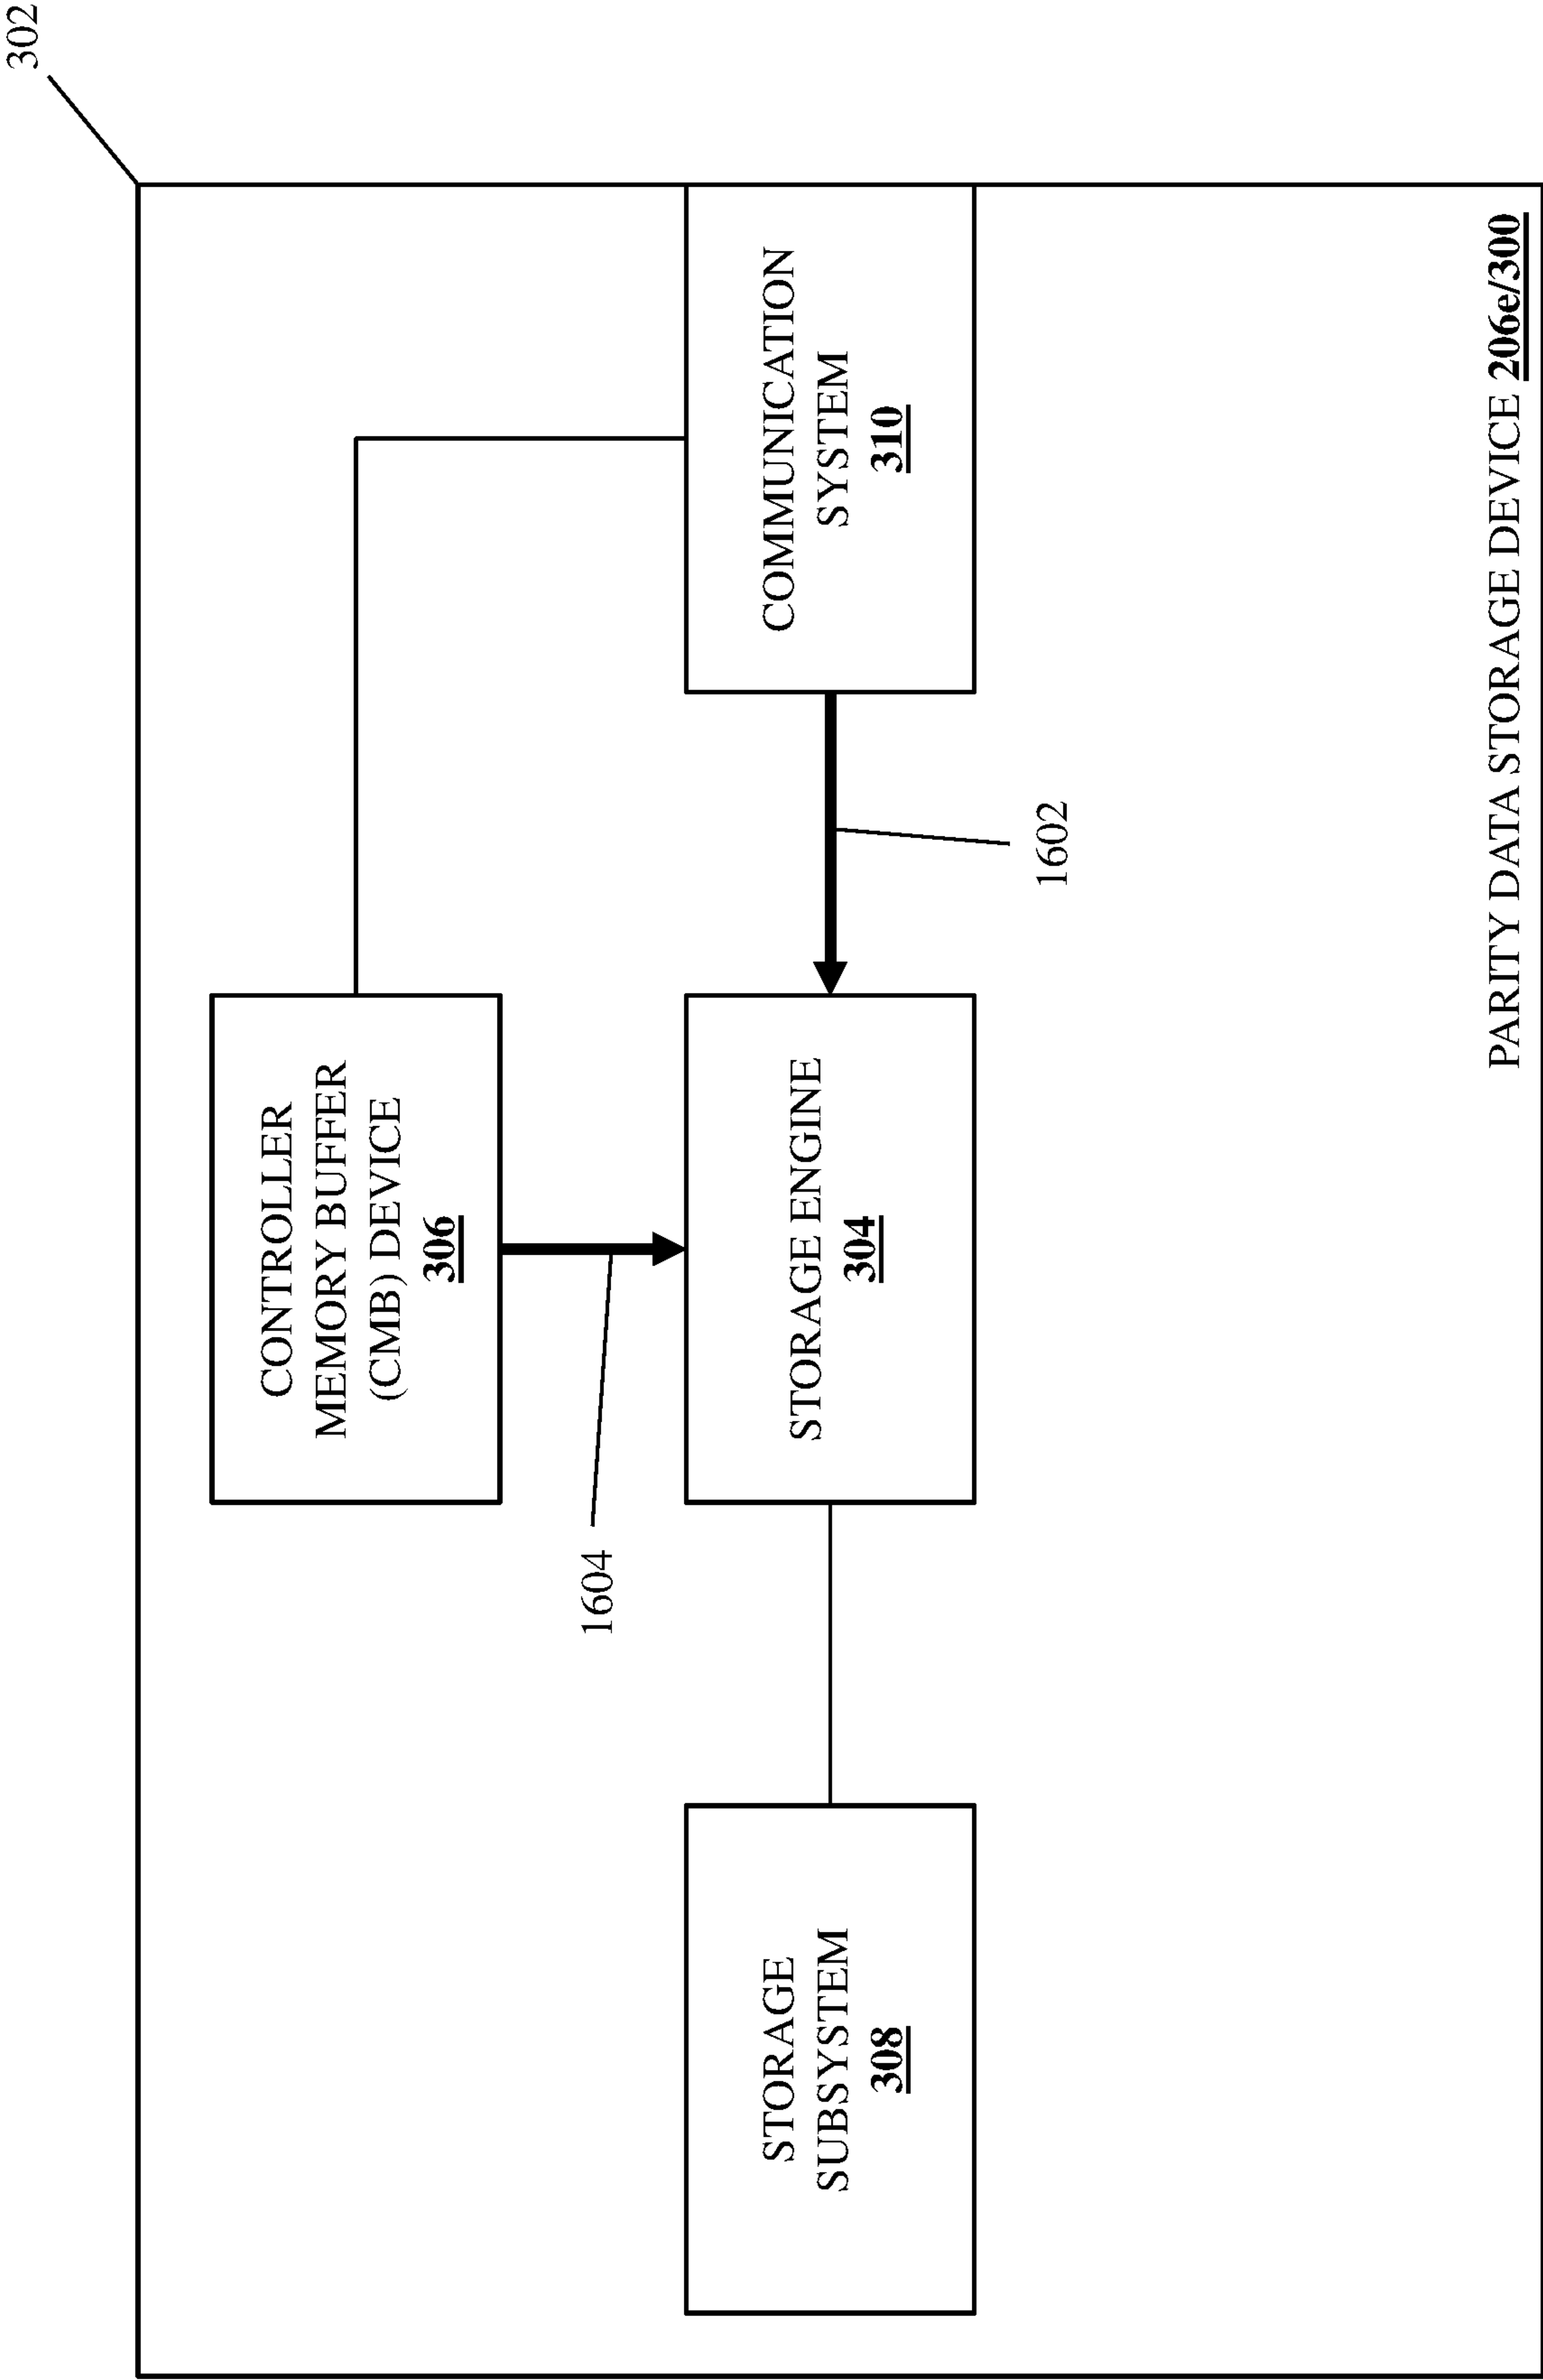 302
CONTROLLER
MEMORY BUFFER
(CMB) DEVICE
306
1604
STORAGE
SUBSYSTEM
308
STORAGE ENGINE
304
COMMUNICATION
SYSTEM
310
1602
PARITY DATA STORAGE DEVICE 206e/300